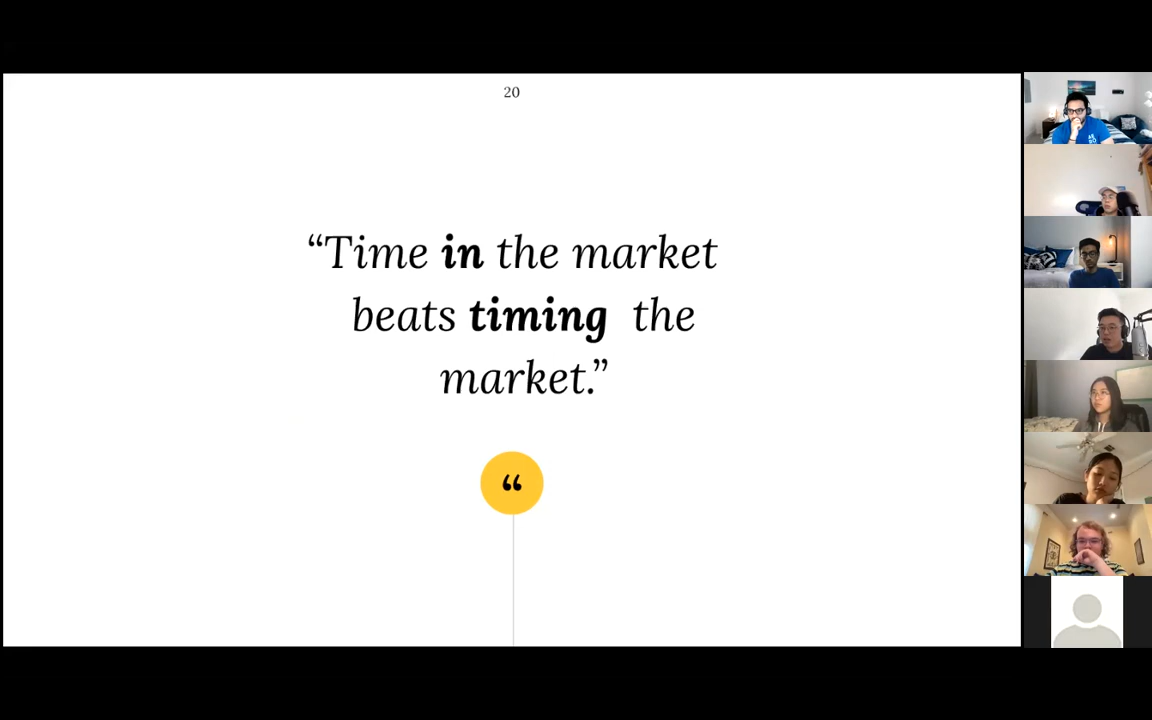 20
“Time in the market
beats timing  the
market.”
“